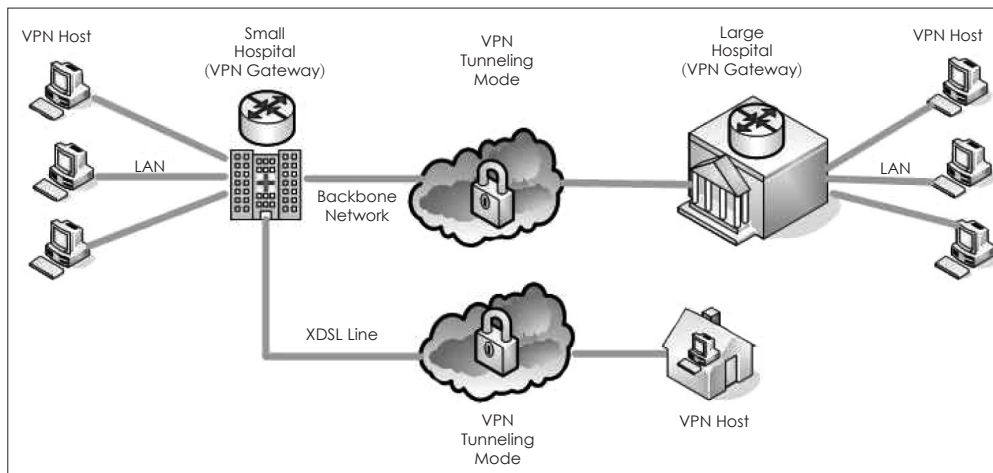 VPN Host
Small
Hospital
(VPN Gateway)
VPN
Tunneling
Mode
Large
Hospital
(VPN Gateway)
VPN Host
LAN
Backbone
Network
LAN
XDSL Line
VPN
Tunneling
Mode
VPN Host